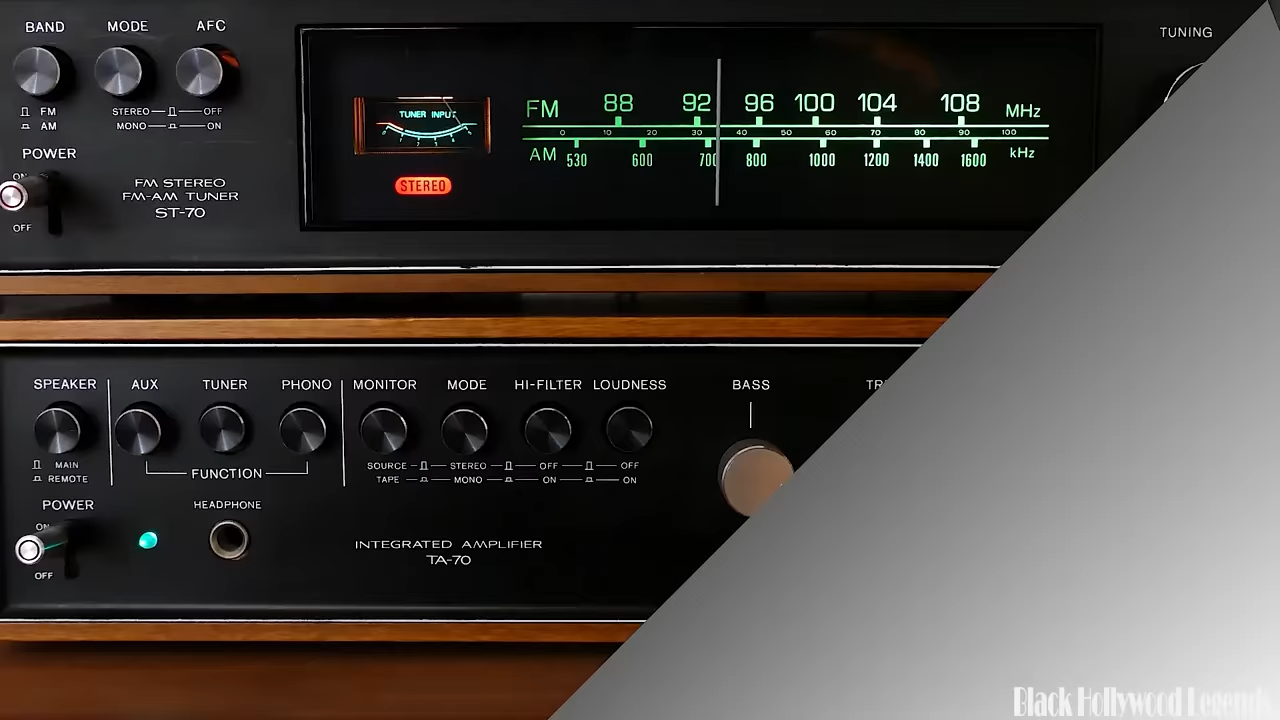 BAND MODE AFC
TUNING
FM
AM
STEREO OFF
MONO ON
POWER
ON
OFF
FM STEREO
FM-AM TUNER
ST-70
TUNER INPUT
STEREO
FM 88 92 96 100 104 108 MHz
0 10 20 30 40 50 60 70 80 90 100
AM 530 600 700 800 1000 1200 1400 1600 kHz
SPEAKER AUX TUNER PHONO MONITOR MODE HI-FILTER LOUDNESS BASS
MAIN
REMOTE
FUNCTION
SOURCE STEREO OFF OFF
TAPE MONO ON ON
POWER
ON
OFF
HEADPHONE
INTEGRATED AMPLIFIER
TA-70
Black Hollywood Legends